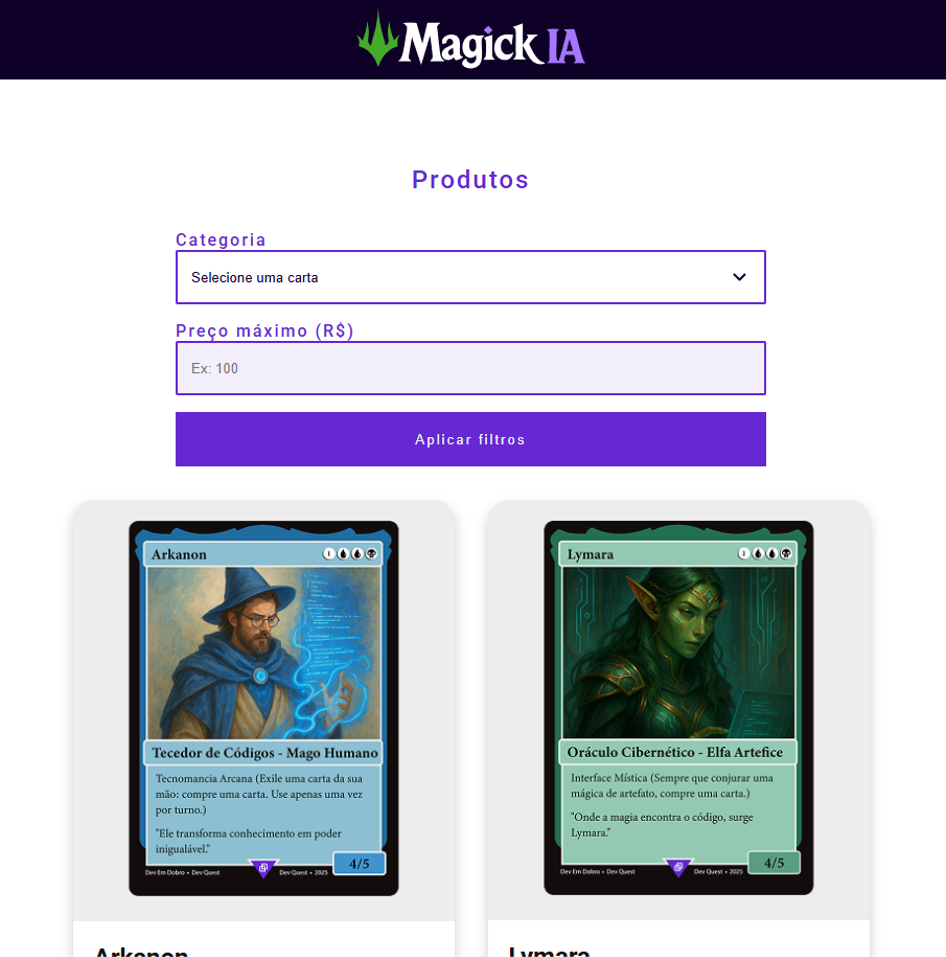 Magick IA
Produtos
Categoria
Selecione uma carta
Preço máximo (R$)
Ex: 100
Aplicar filtros
Arkanon
1
Tecedor de Códigos - Mago Humano
Tecnomancia Arcana (Exile uma carta da sua
mão: compre uma carta. Use apenas uma vez
por turno.)
"Ele transforma conhecimento em poder
inigualável."
4/5
Dev Em Dobro • Dev Quest
Dev Quest • 2025
Lymara
1
Oráculo Cibernético - Elfa Artefice
Interface Mística (Sempre que conjurar uma
mágica de artefato, compre uma carta.)
"Onde a magia encontra o código, surge
Lymara."
4/5
Dev Em Dobro • Dev Quest
Dev Quest • 2025
Arkanon
Lymara